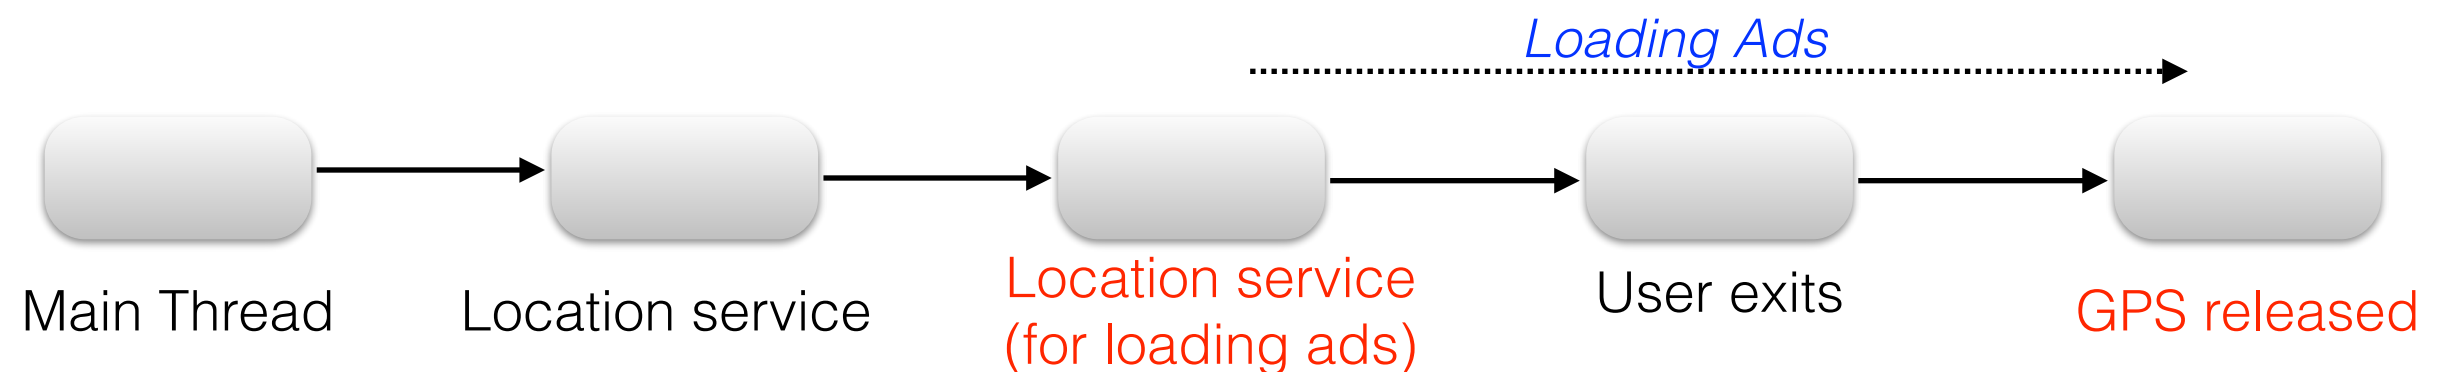 Loading Ads
Main Thread
Location service
Location service
(for loading ads)
User exits
GPS released